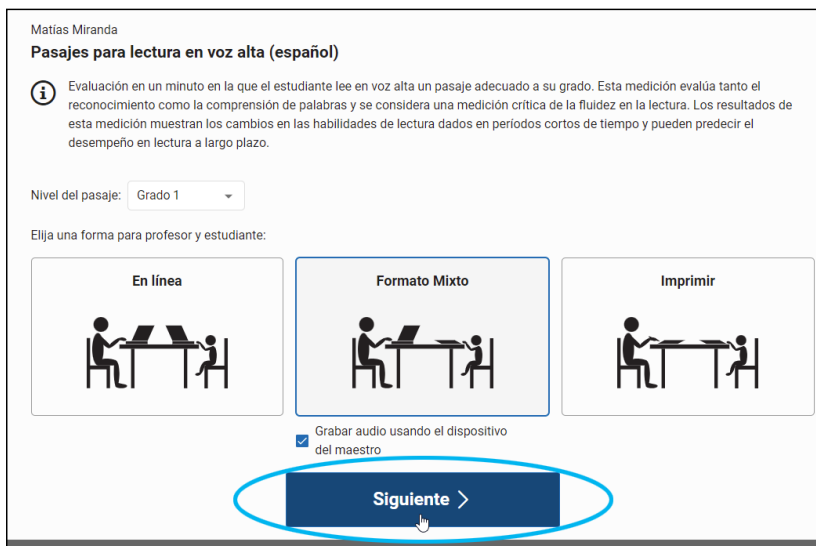 Matías Miranda
Pasajes para lectura en voz alta (español)
Evaluación en un minuto en la que el estudiante lee en voz alta un pasaje adecuado a su grado. Esta medición evalúa tanto el
reconocimiento como la comprensión de palabras y se considera una medición crítica de la fluidez en la lectura. Los resultados de
esta medición muestran los cambios en las habilidades de lectura dados en períodos cortos de tiempo y pueden predecir el
desempeño en lectura a largo plazo.
Nivel del pasaje: Grado 1
Elija una forma para profesor y estudiante:
En línea
Formato Mixto
Imprimir
Grabar audio usando el dispositivo
del maestro
Siguiente